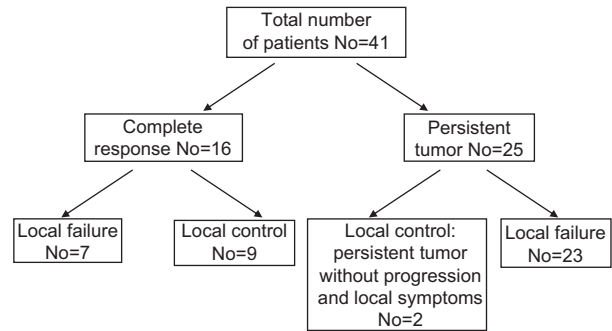 Total number
of patients No=41
Complete
response No=16
Persistent
tumor No=25
Local failure
No=7
Local control
No=9
Local control:
persistent tumor
without progression
and local symptoms
No=2
Local failure
No=23